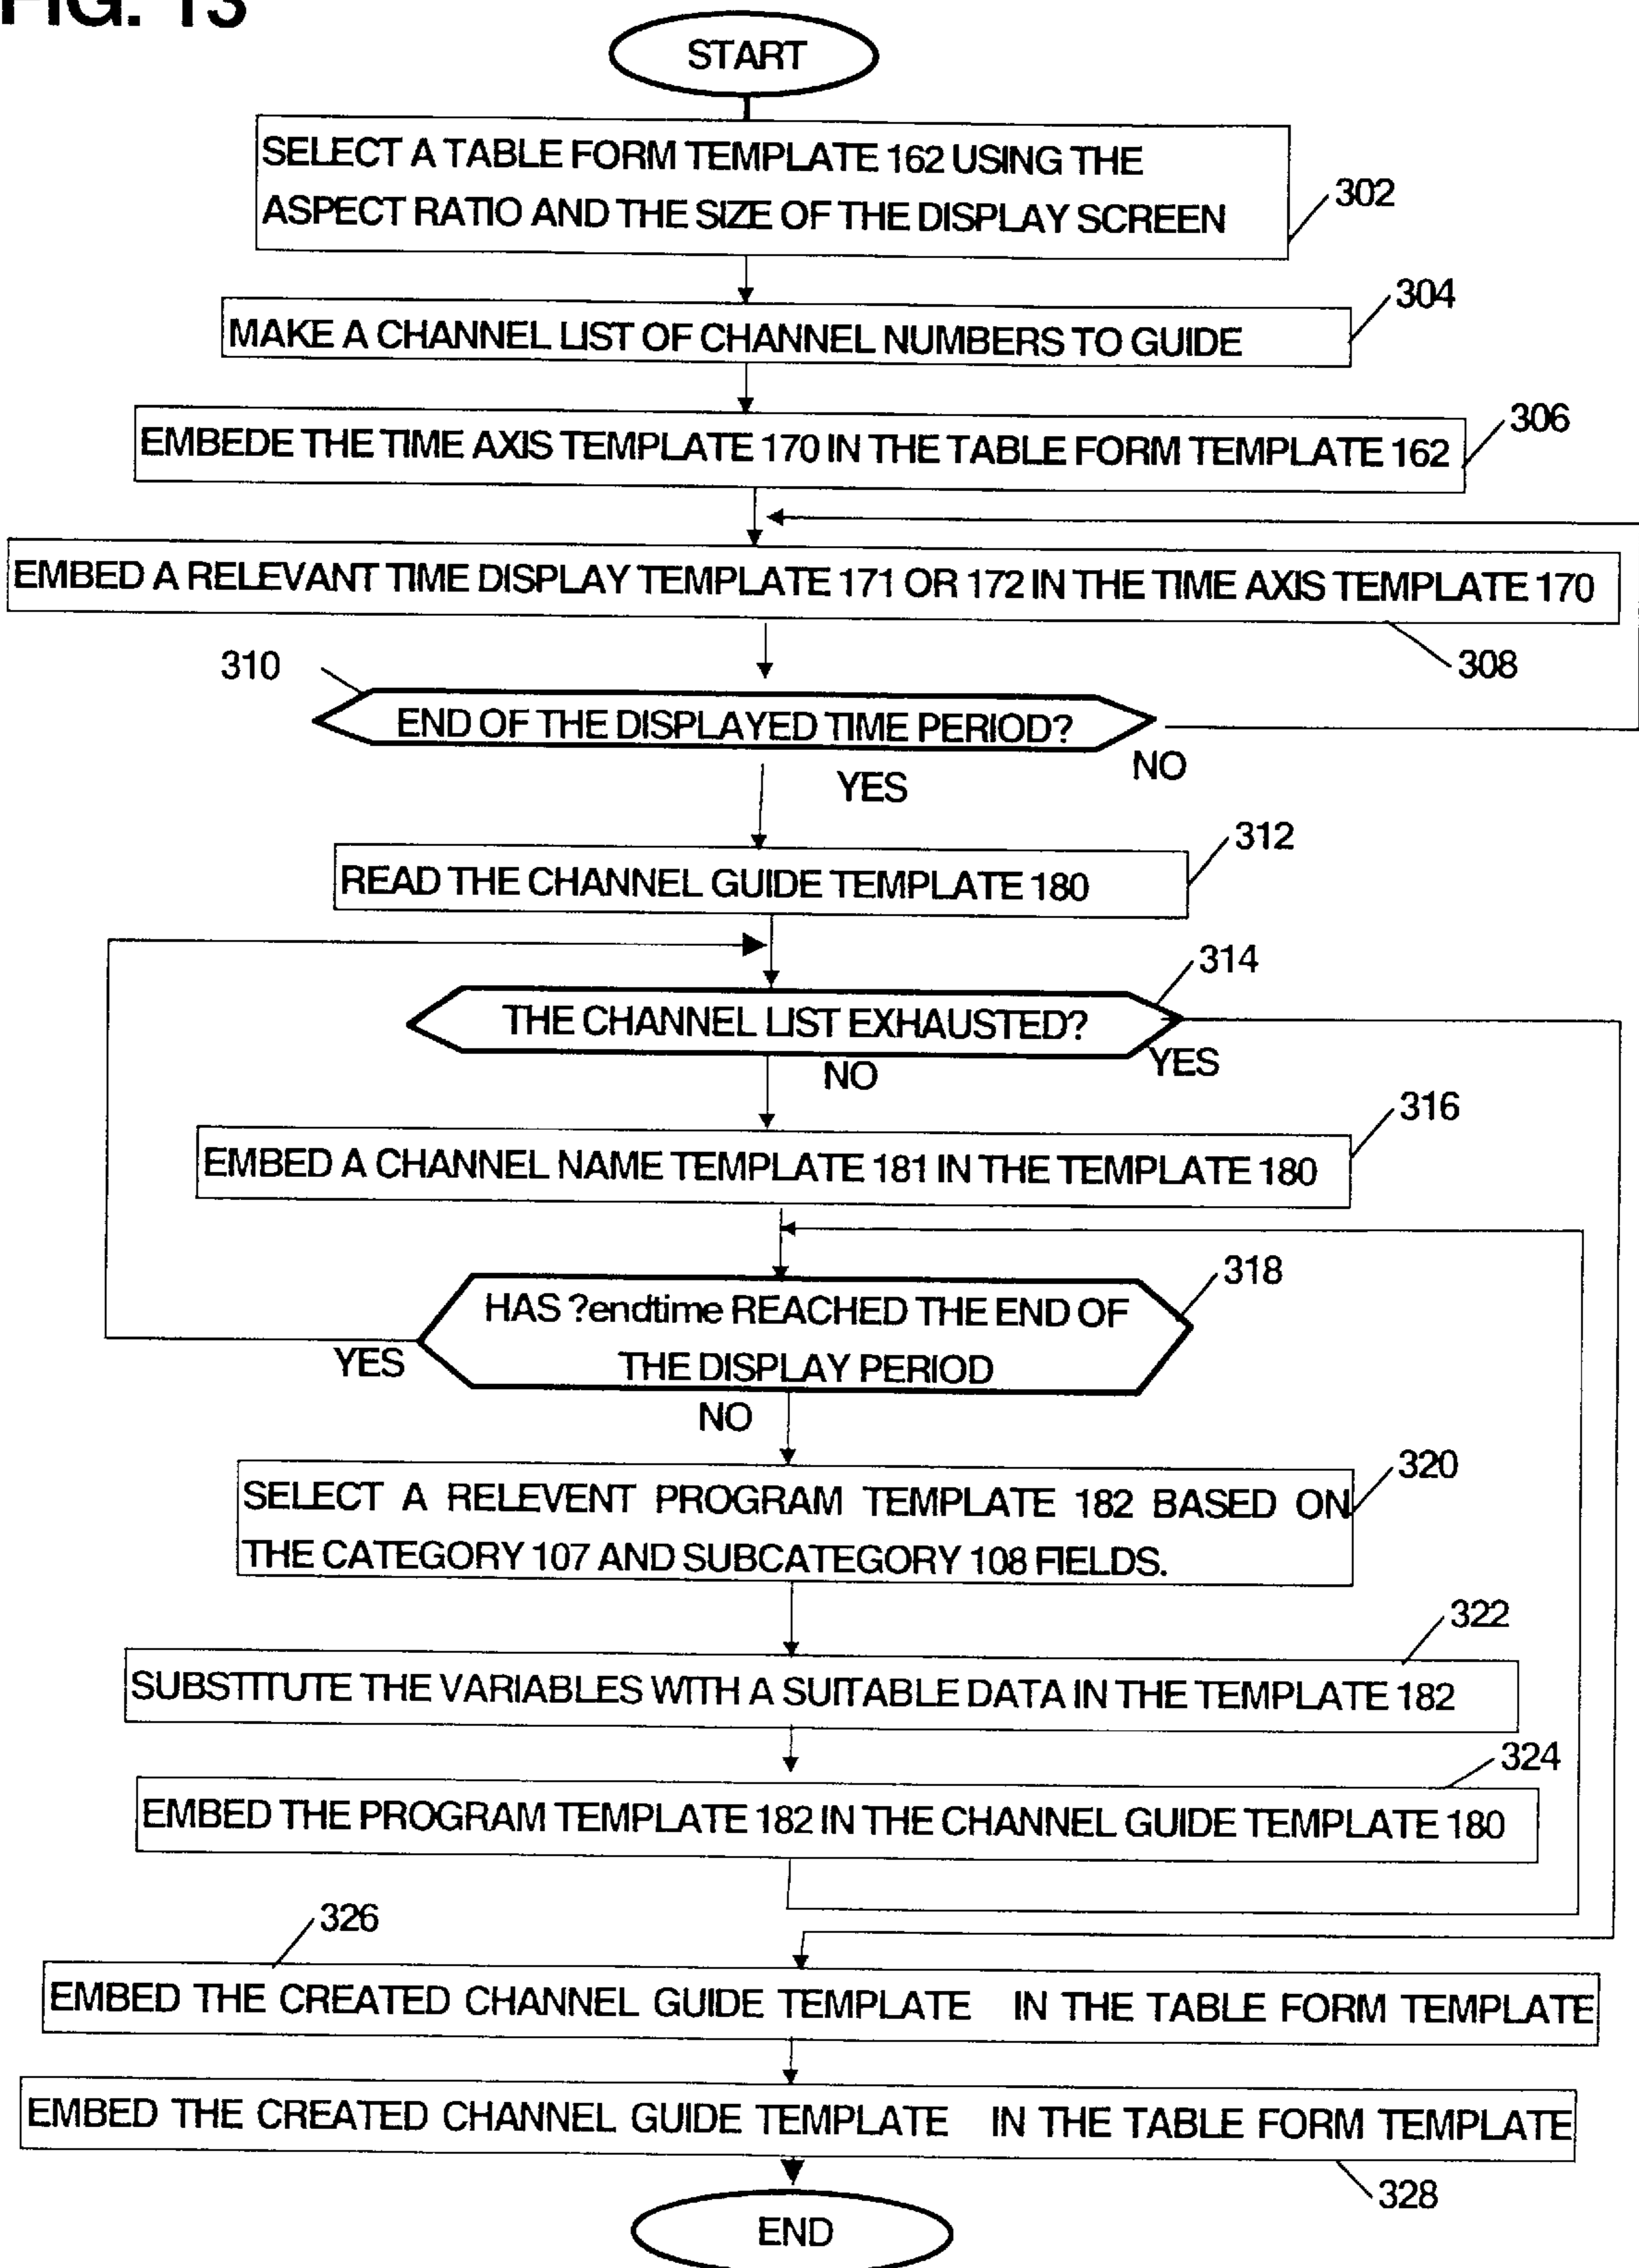 FIG. 13
START
SELECT A TABLE FORM TEMPLATE 162 USING THE
ASPECT RATIO AND THE SIZE OF THE DISPLAY SCREEN
302
304
MAKE A CHANNEL LIST OF CHANNEL NUMBERS TO GUIDE
306
EMBEDE THE TIME AXIS TEMPLATE 170 IN THE TABLE FORM TEMPLATE 162
EMBED A RELEVANT TIME DISPLAY TEMPLATE 171 OR 172 IN THE TIME AXIS TEMPLATE 170
308
310
END OF THE DISPLAYED TIME PERIOD?
NO
YES
312
READ THE CHANNEL GUIDE TEMPLATE 180
314
THE CHANNEL LIST EXHAUSTED?
YES
NO
316
EMBED A CHANNEL NAME TEMPLATE 181 IN THE TEMPLATE 180
318
HAS ?endtime REACHED THE END OF
THE DISPLAY PERIOD
YES
NO
320
SELECT A RELEVENT PROGRAM TEMPLATE 182 BASED ON
THE CATEGORY 107 AND SUBCATEGORY 108 FIELDS.
322
SUBSTITUTE THE VARIABLES WITH A SUITABLE DATA IN THE TEMPLATE 182
324
EMBED THE PROGRAM TEMPLATE 182 IN THE CHANNEL GUIDE TEMPLATE 180
326
EMBED THE CREATED CHANNEL GUIDE TEMPLATE IN THE TABLE FORM TEMPLATE
EMBED THE CREATED CHANNEL GUIDE TEMPLATE IN THE TABLE FORM TEMPLATE
328
END